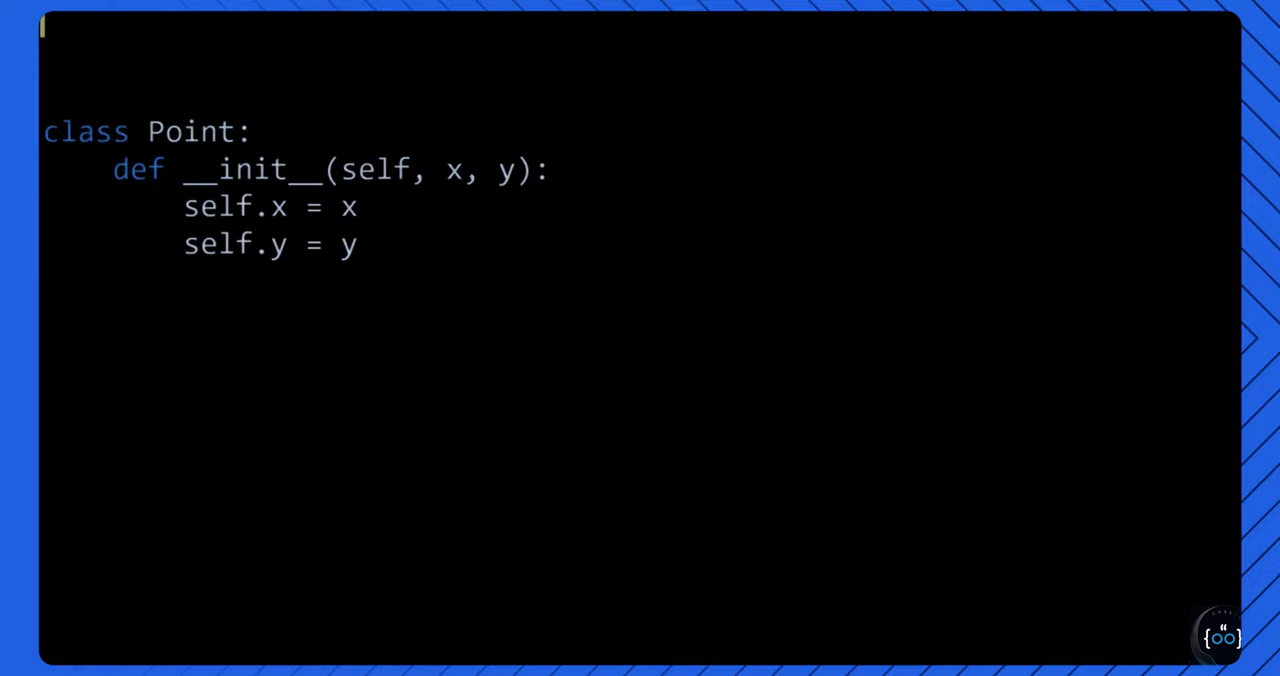 class Point:
    def __init__(self, x, y):
        self.x = x
        self.y = y